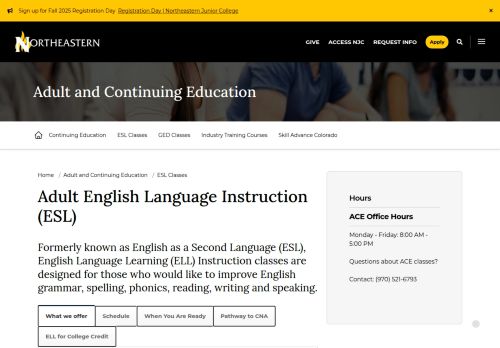 Sign up for Fall 2025 Registration Day Registration Day | Northeastern Junior College ×
NORTHEASTERN GIVE ACCESS NJC REQUEST INFO Apply
Adult and Continuing Education
Continuing Education ESL Classes GED Classes Industry Training Courses Skill Advance Colorado
Home / Adult and Continuing Education / ESL Classes
Adult English Language Instruction
(ESL)
Formerly known as English as a Second Language (ESL),
English Language Learning (ELL) Instruction classes are
designed for those who would like to improve English
grammar, spelling, phonics, reading, writing and speaking.
What we offer Schedule When You Are Ready Pathway to CNA
ELL for College Credit
Hours
ACE Office Hours
Monday - Friday: 8:00 AM -
5:00 PM
Questions about ACE classes?
Contact: (970) 521-6793